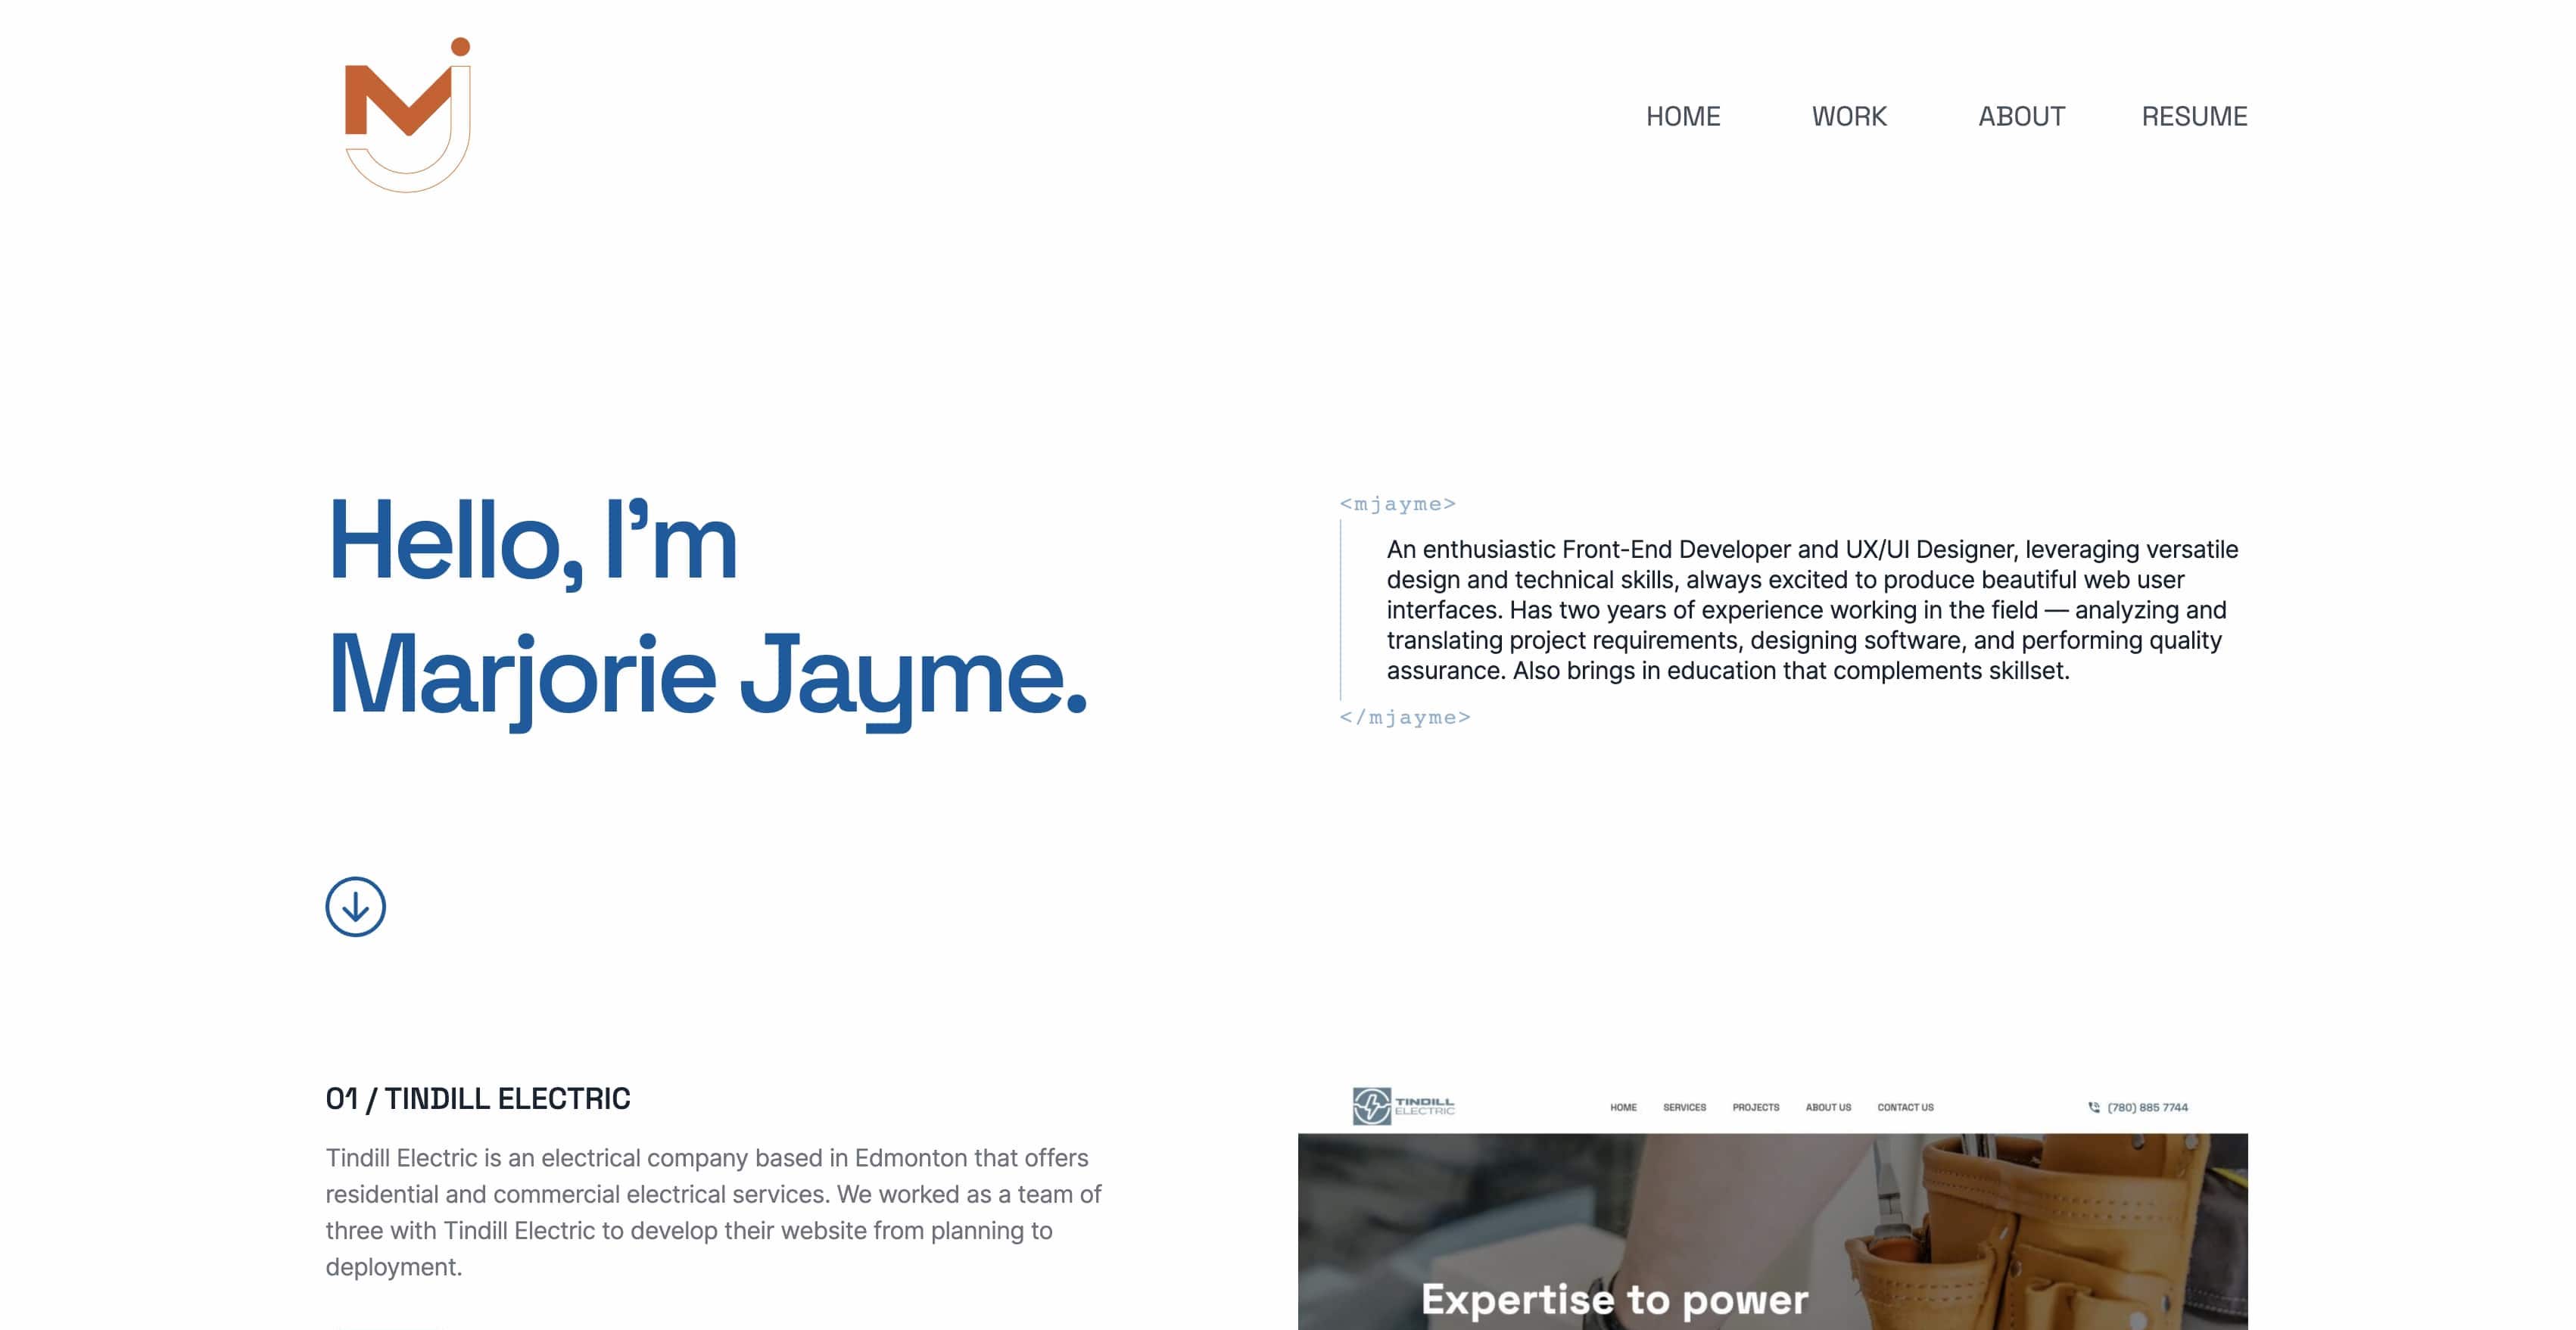 MJ
HOME WORK ABOUT RESUME
Hello, I’m
Marjorie Jayme.
<mjayme>
An enthusiastic Front-End Developer and UX/UI Designer, leveraging versatile
design and technical skills, always excited to produce beautiful web user
interfaces. Has two years of experience working in the field — analyzing and
translating project requirements, designing software, and performing quality
assurance. Also brings in education that complements skillset.
</mjayme>
01 / TINDILL ELECTRIC
Tindill Electric is an electrical company based in Edmonton that offers
residential and commercial electrical services. We worked as a team of
three with Tindill Electric to develop their website from planning to
deployment.
TINDILL
ELECTRIC
HOME SERVICES PROJECTS ABOUT US CONTACT US
(780) 885 7744
Expertise to power